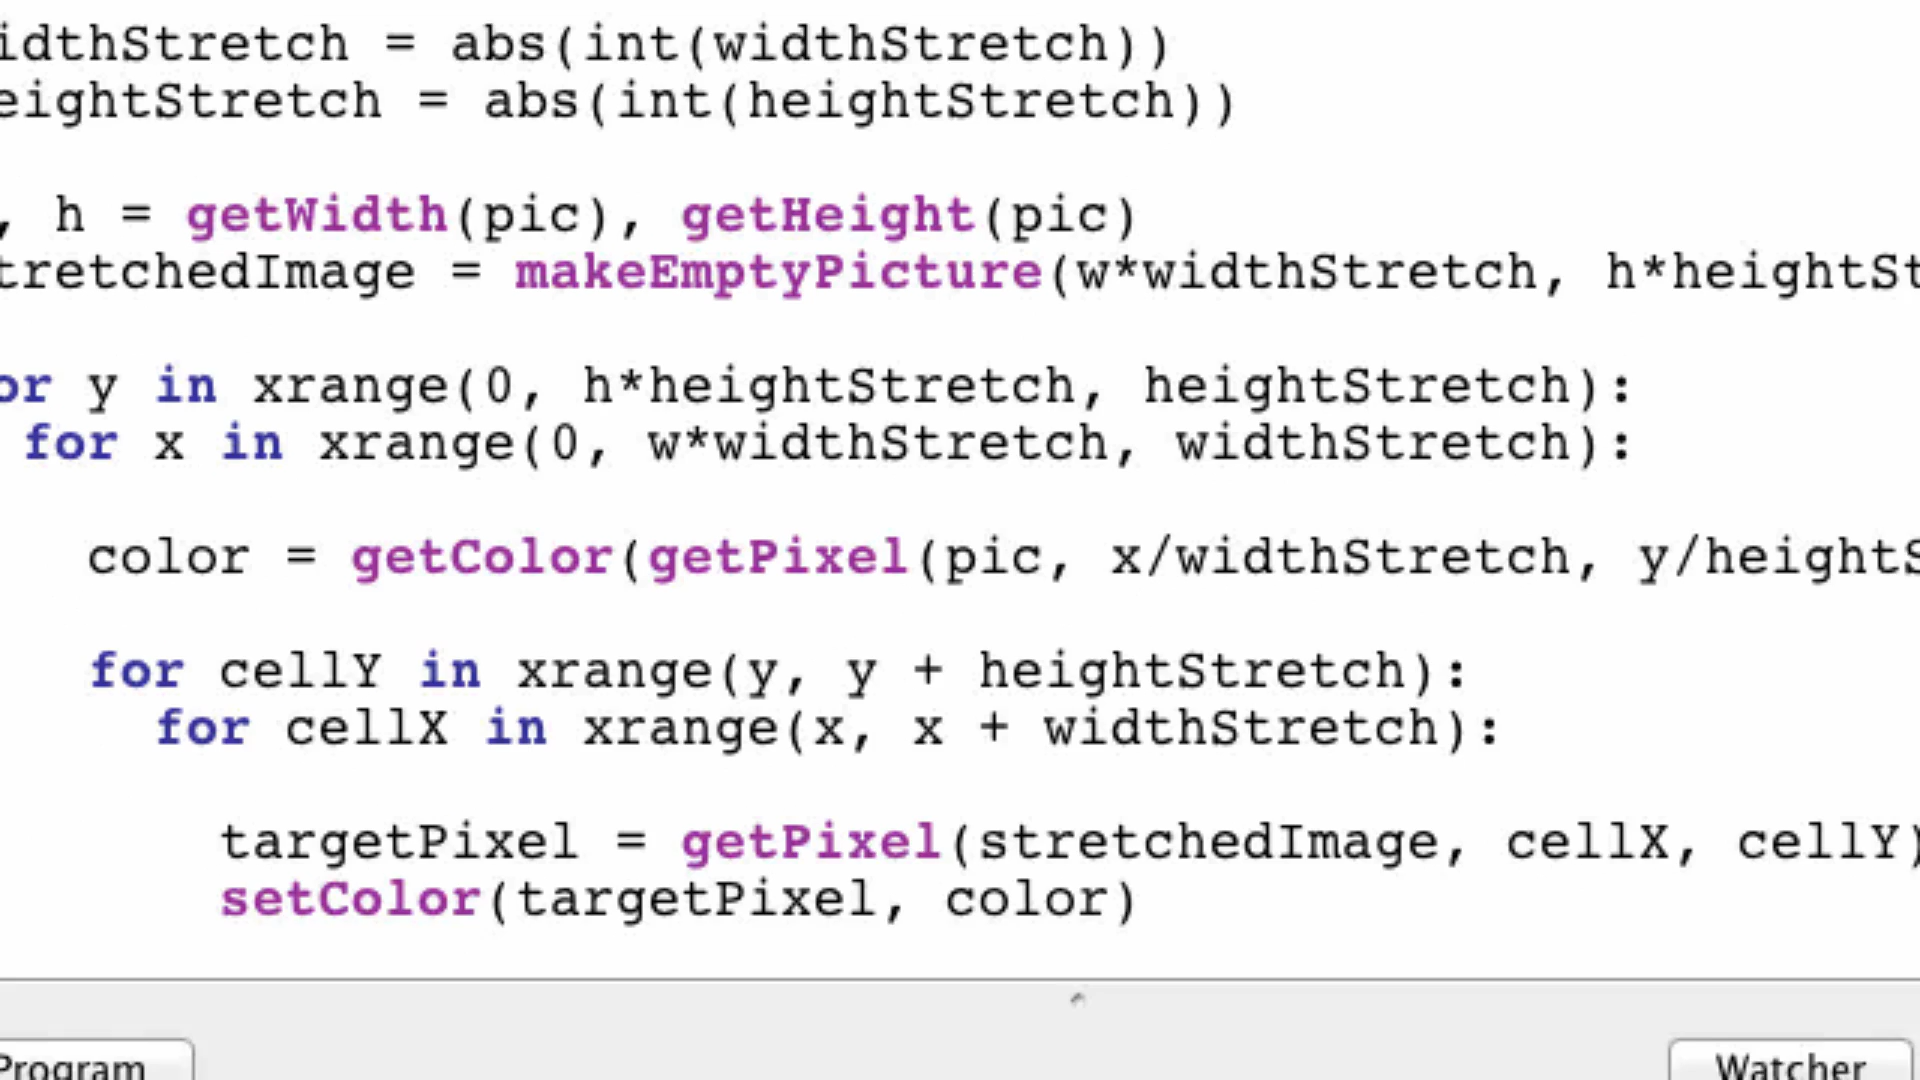 idthStretch = abs(int(widthStretch))
eightStretch = abs(int(heightStretch))
, h = getWidth(pic), getHeight(pic)
tretchedImage = makeEmptyPicture(w*widthStretch, h*heightSt
or y in xrange(0, h*heightStretch, heightStretch):
for x in xrange(0, w*widthStretch, widthStretch):
color = getColor(getPixel(pic, x/widthStretch, y/heightS
for cellY in xrange(y, y + heightStretch):
for cellX in xrange(x, x + widthStretch):
targetPixel = getPixel(stretchedImage, cellX, cellY)
setColor(targetPixel, color)
Program
Watcher